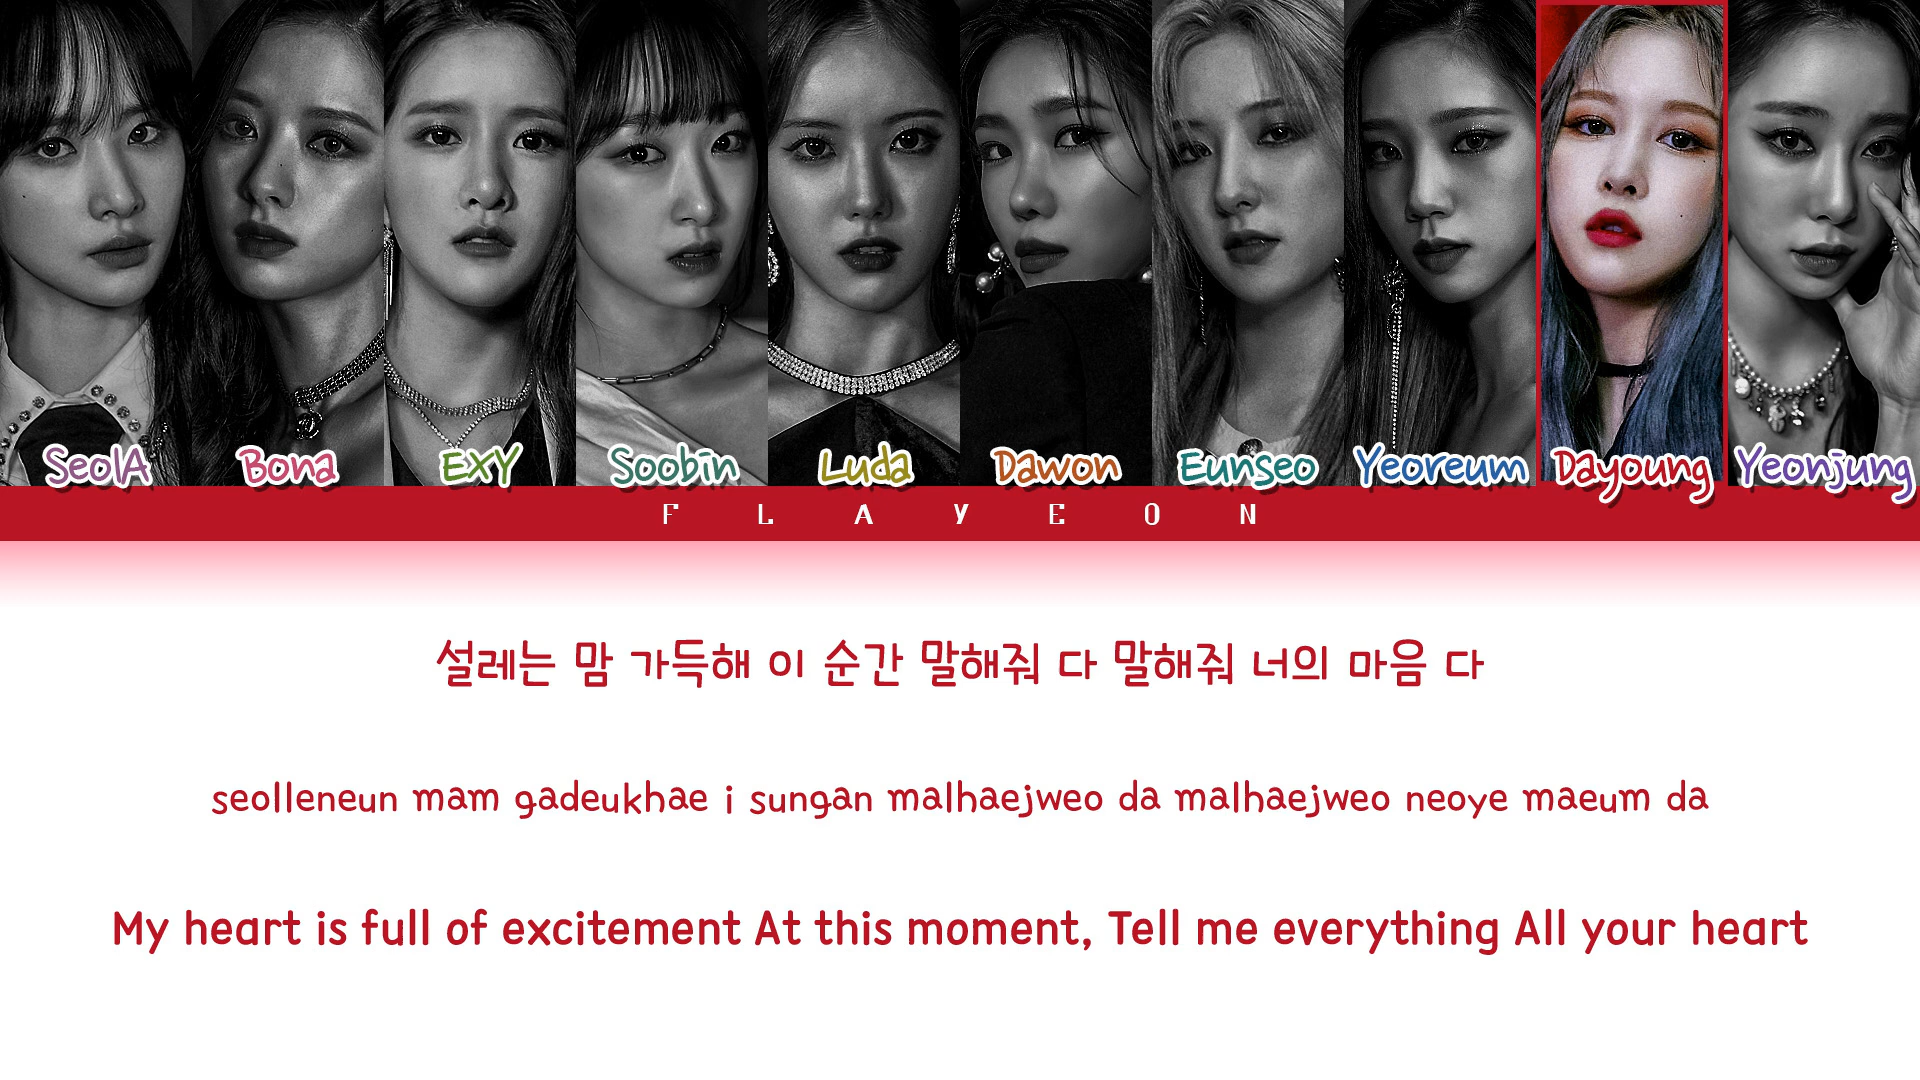 SeolA Bona EXY Soobin Luda Dawon Eunseo Yeoreum Dayoung Yeonjung
FLAYEON
설레는 맘 가득해 이 순간 말해줘 다 말해줘 너의 마음 다
seolleneun mam gadeukhae i sungan malhaejweo da malhaejweo neoye maeum da
My heart is full of excitement At this moment, Tell me everything All your heart